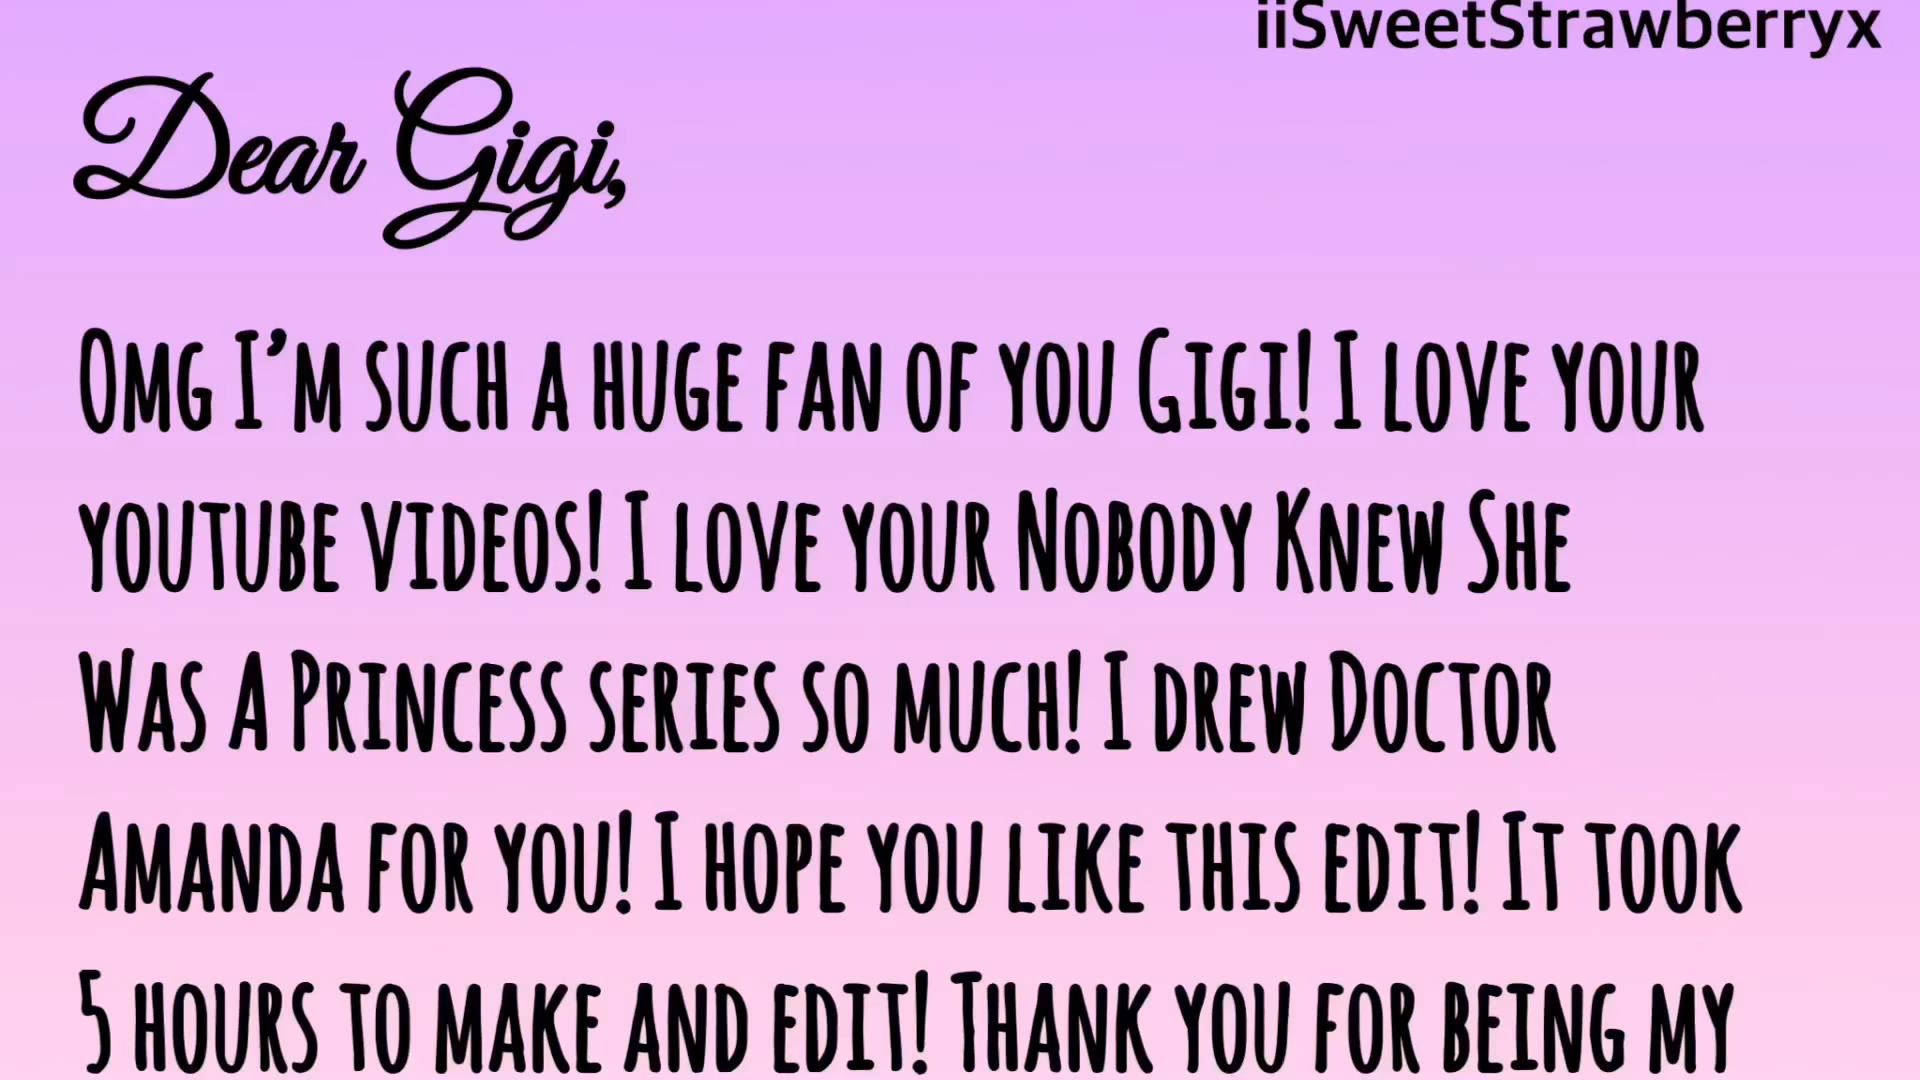 iiSweetStrawberryx
Dear Gigi,
Omg I’m such a huge fan of you Gigi! I love your
youtube videos! I love your Nobody Knew She
Was A Princess series so much! I drew Doctor
Amanda for you! I hope you like this edit! It took
5 hours to make and edit! Thank you for being my